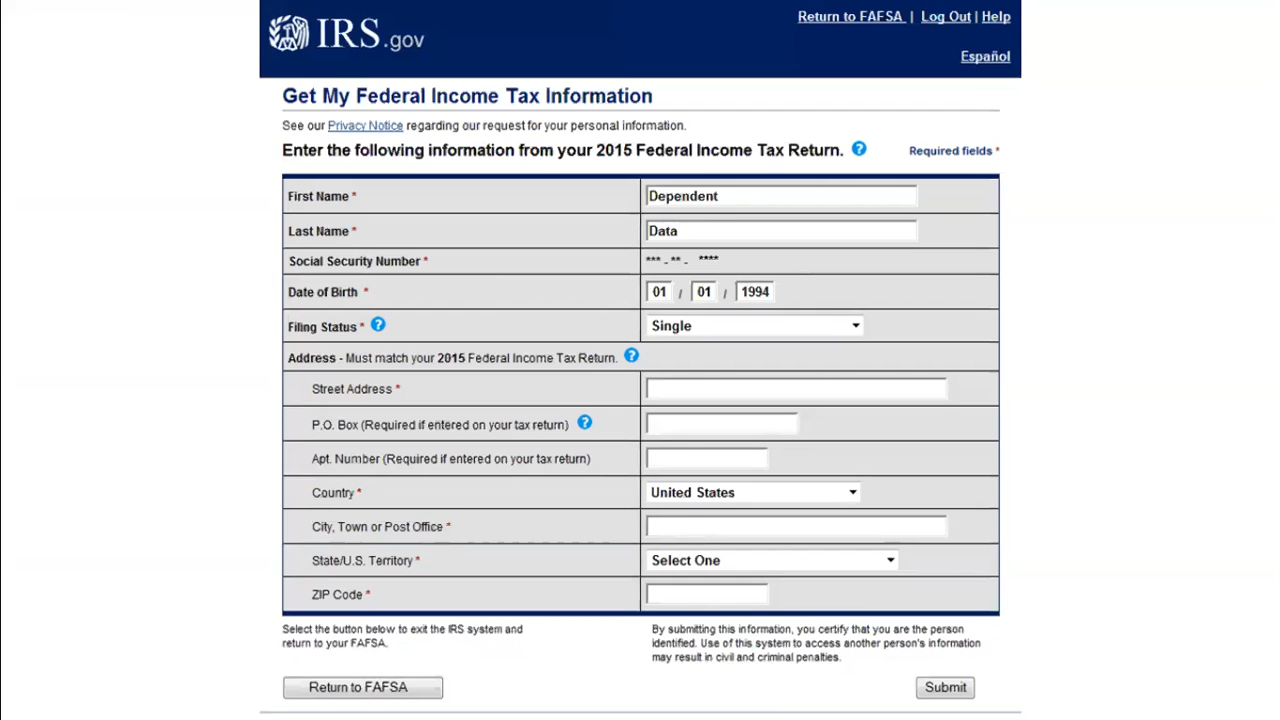 IRS.gov
Return to FAFSA | Log Out | Help
Español
Get My Federal Income Tax Information
See our Privacy Notice regarding our request for your personal information.
Enter the following information from your 2015 Federal Income Tax Return. ? Required fields *
First Name * Dependent
Last Name * Data
Social Security Number * *** - ** - ****
Date of Birth * 01 / 01 / 1994
Filing Status * ? Single
Address - Must match your 2015 Federal Income Tax Return. ?
Street Address *
P.O. Box (Required if entered on your tax return) ?
Apt. Number (Required if entered on your tax return)
Country * United States
City, Town or Post Office *
State/U.S. Territory * Select One
ZIP Code *
Select the button below to exit the IRS system and
return to your FAFSA.
By submitting this information, you certify that you are the person
identified. Use of this system to access another person's information
may result in civil and criminal penalties.
Return to FAFSA
Submit